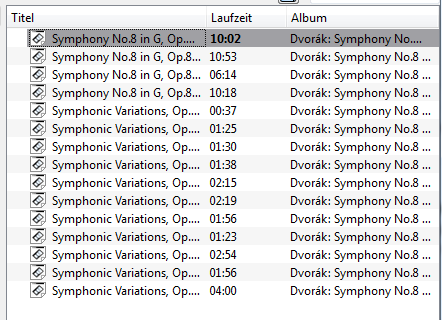 Titel Laufzeit Album
Symphony No.8 in G, Op.... 10:02 Dvorák: Symphony No....
Symphony No.8 in G, Op.8... 10:53 Dvorák: Symphony No.8 ...
Symphony No.8 in G, Op.8... 06:14 Dvorák: Symphony No.8 ...
Symphony No.8 in G, Op.8... 10:18 Dvorák: Symphony No.8 ...
Symphonic Variations, Op.... 00:37 Dvorák: Symphony No.8 ...
Symphonic Variations, Op.... 01:25 Dvorák: Symphony No.8 ...
Symphonic Variations, Op.... 01:30 Dvorák: Symphony No.8 ...
Symphonic Variations, Op.... 01:38 Dvorák: Symphony No.8 ...
Symphonic Variations, Op.... 02:15 Dvorák: Symphony No.8 ...
Symphonic Variations, Op.... 02:19 Dvorák: Symphony No.8 ...
Symphonic Variations, Op.... 01:56 Dvorák: Symphony No.8 ...
Symphonic Variations, Op.... 01:23 Dvorák: Symphony No.8 ...
Symphonic Variations, Op.... 02:54 Dvorák: Symphony No.8 ...
Symphonic Variations, Op.... 01:56 Dvorák: Symphony No.8 ...
Symphonic Variations, Op.... 04:00 Dvorák: Symphony No.8 ...